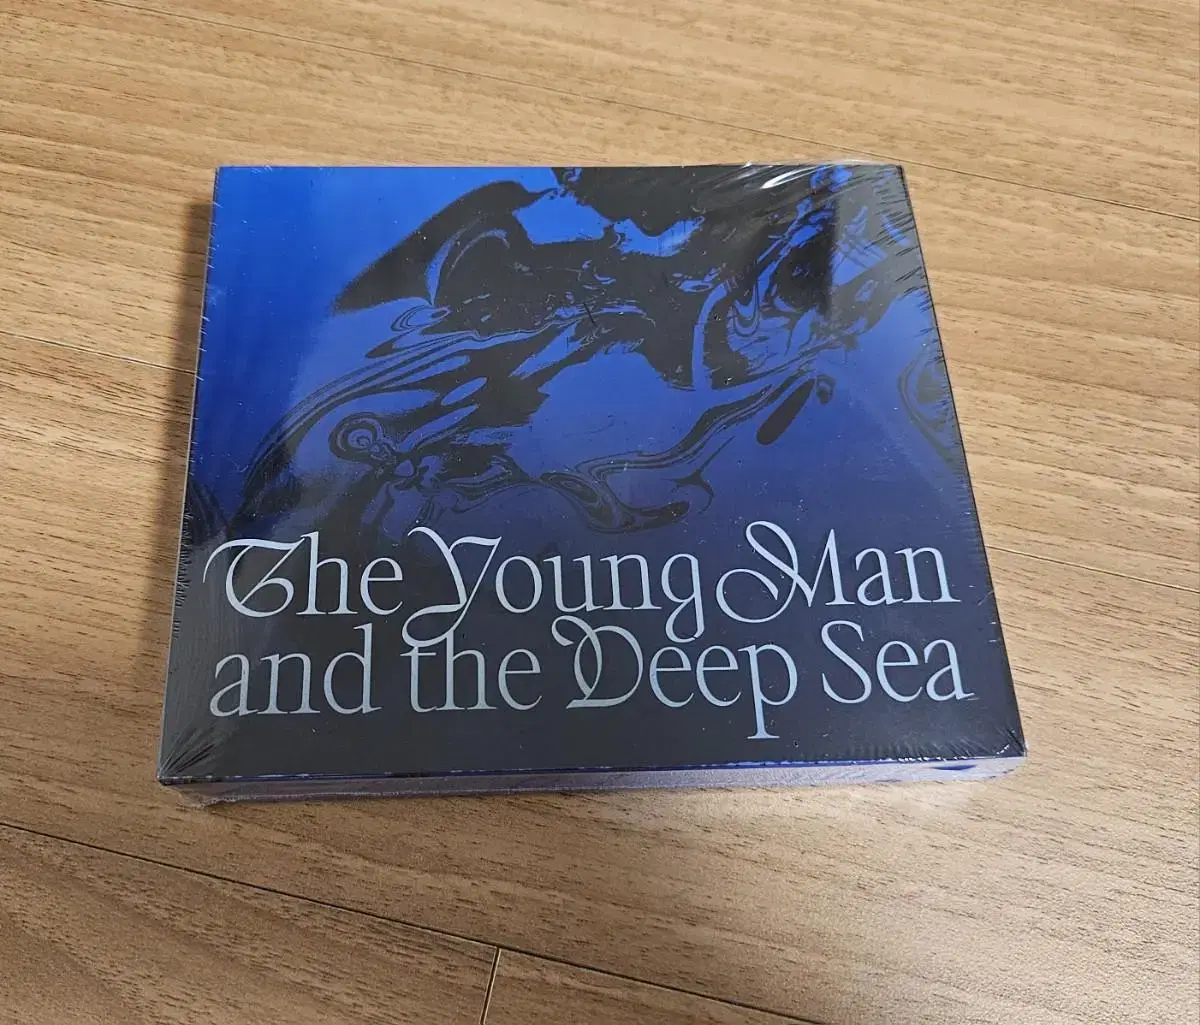 The Young Man
and the Deep Sea